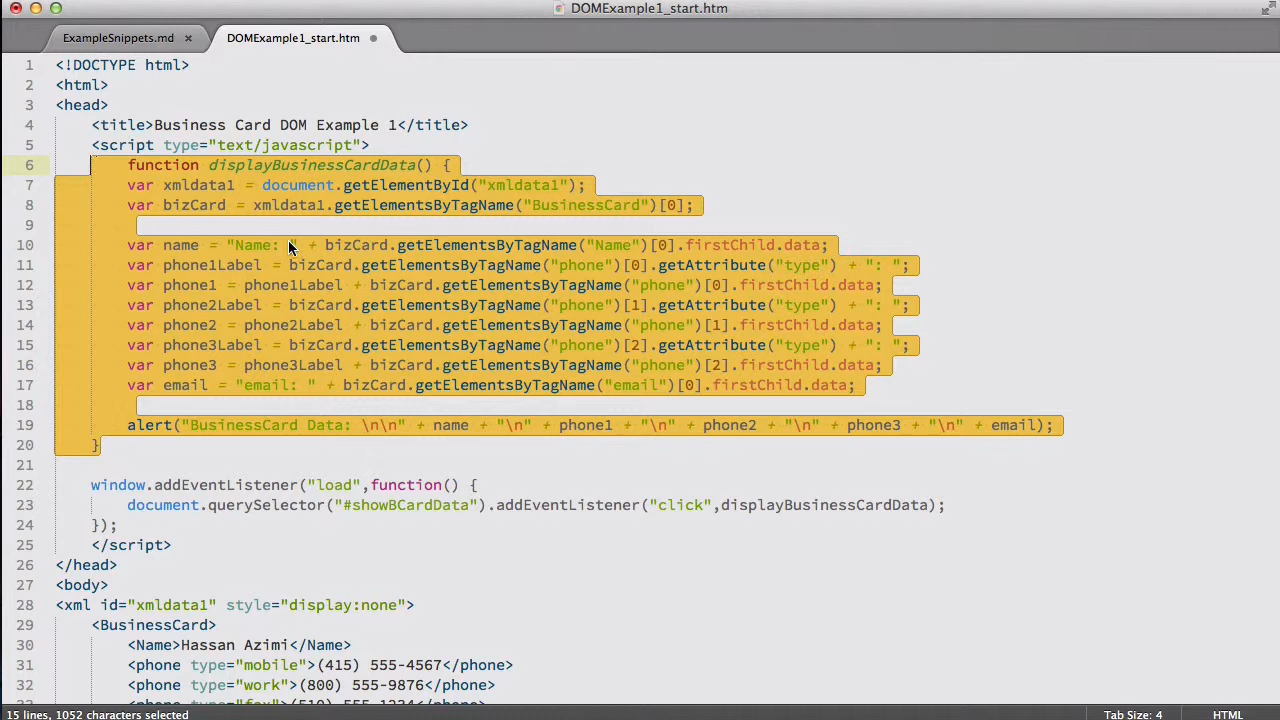 DOMExample1_start.htm
ExampleSnippets.md × DOMExample1_start.htm
1 <!DOCTYPE html>
2 <html>
3 <head>
4 <title>Business Card DOM Example 1</title>
5 <script type="text/javascript">
6 function displayBusinessCardData() {
7 var xmldata1 = document.getElementById("xmldata1");
8 var bizCard = xmldata1.getElementsByTagName("BusinessCard")[0];
9
10 var name = "Name: " + bizCard.getElementsByTagName("Name")[0].firstChild.data;
11 var phone1Label = bizCard.getElementsByTagName("phone")[0].getAttribute("type") + ": ";
12 var phone1 = phone1Label + bizCard.getElementsByTagName("phone")[0].firstChild.data;
13 var phone2Label = bizCard.getElementsByTagName("phone")[1].getAttribute("type") + ": ";
14 var phone2 = phone2Label + bizCard.getElementsByTagName("phone")[1].firstChild.data;
15 var phone3Label = bizCard.getElementsByTagName("phone")[2].getAttribute("type") + ": ";
16 var phone3 = phone3Label + bizCard.getElementsByTagName("phone")[2].firstChild.data;
17 var email = "email: " + bizCard.getElementsByTagName("email")[0].firstChild.data;
18
19 alert("BusinessCard Data: \n\n" + name + "\n" + phone1 + "\n" + phone2 + "\n" + phone3 + "\n" + email);
20 }
21
22 window.addEventListener("load",function() {
23 document.querySelector("#showBCardData").addEventListener("click",displayBusinessCardData);
24 });
25 </script>
26 </head>
27 <body>
28 <xml id="xmldata1" style="display:none">
29 <BusinessCard>
30 <Name>Hassan Azimi</Name>
31 <phone type="mobile">(415) 555-4567</phone>
32 <phone type="work">(800) 555-9876</phone>
<phone type="fax">(510) 555-1234</phone>
15 lines, 1052 characters selected Tab Size: 4 HTML